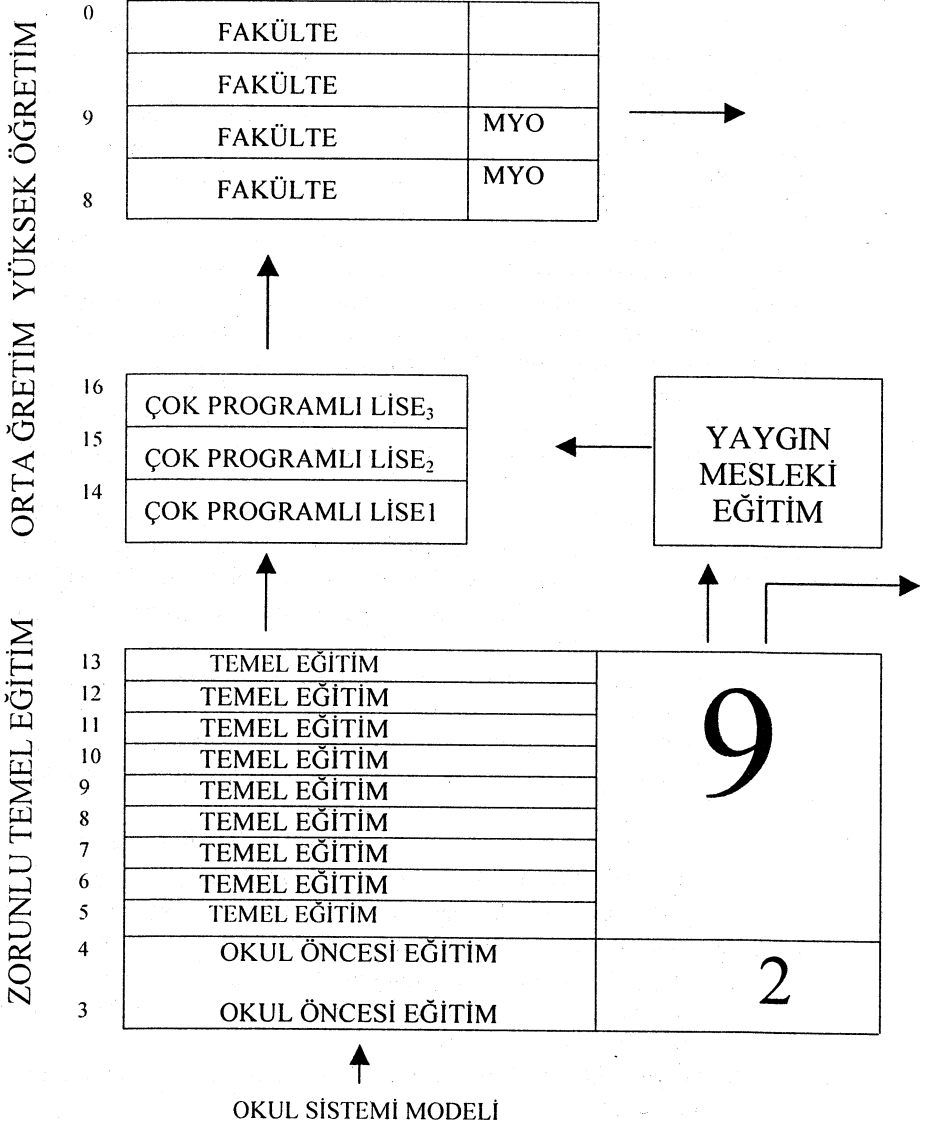 YÜKSEK ÖĞRETİM
0
FAKÜLTE
FAKÜLTE
9
FAKÜLTE
MYO
8
FAKÜLTE
MYO
ORTA ĞRETİM
16
ÇOK PROGRAMLI LİSE₃
15
ÇOK PROGRAMLI LİSE₂
14
ÇOK PROGRAMLI LİSE1
YAYGIN
MESLEKİ
EĞİTİM
ZORUNLU TEMEL EĞİTİM
13 TEMEL EĞİTİM
12 TEMEL EĞİTİM
11 TEMEL EĞİTİM
10 TEMEL EĞİTİM
9 TEMEL EĞİTİM
8 TEMEL EĞİTİM
7 TEMEL EĞİTİM
6 TEMEL EĞİTİM
5 TEMEL EĞİTİM
9
4 OKUL ÖNCESİ EĞİTİM
3 OKUL ÖNCESİ EĞİTİM
2
OKUL SİSTEMİ MODELİ